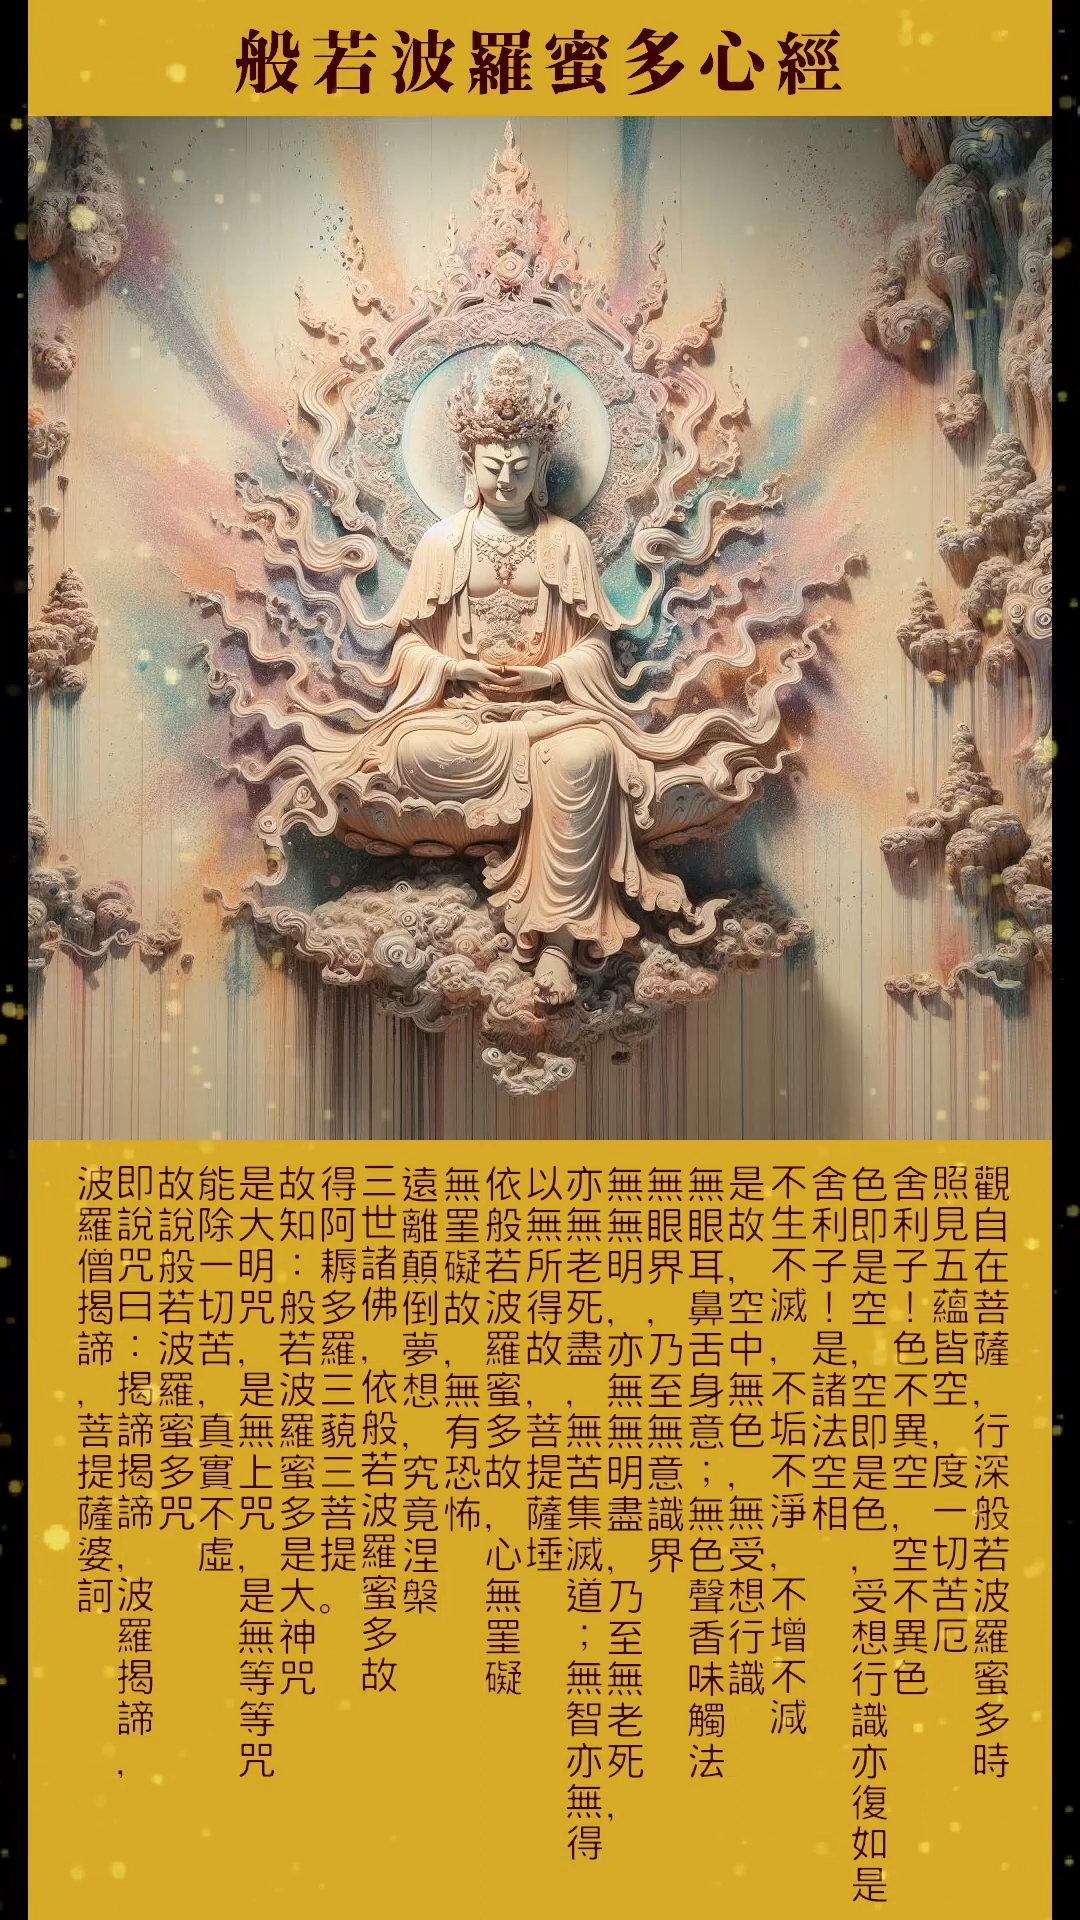 般若波羅蜜多心經
觀自在菩薩,行深般若波羅蜜多時
照見五蘊皆空,度一切苦厄
舍利子!色不異空,空不異色
色即是空,空即是色,受想行識亦復如是
舍利子!是諸法空相
不生不滅,不垢不淨,不增不減
是故,空中無色,無受想行識
無眼耳鼻舌身意;無色聲香味觸法
無眼界,乃至無意識界
無無明,亦無無明盡,乃至無老死,
亦無老死盡,無苦集滅道;無智亦無得
以無所得故,菩提薩埵
依般若波羅蜜多故,心無罣礙
無罣礙故,無有恐怖
遠離顛倒夢想,究竟涅槃
三世諸佛,依般若波羅蜜多故
得阿耨多羅三藐三菩提。
故知:般若波羅蜜多是大神咒
是大明咒,是無上咒,是無等等咒
能除一切苦,真實不虛
故說般若波羅蜜多咒
即說咒曰:揭諦揭諦,波羅揭諦,
波羅僧揭諦,菩提薩婆訶